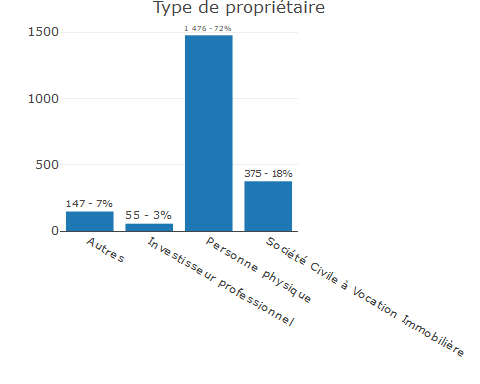 Type de propriétaire
1500
1000
500
0
147 - 7%
55 - 3%
1 476 - 72%
375 - 18%
Autres
Investisseur professionnel
Personne physique
Société Civile à Vocation Immobilière